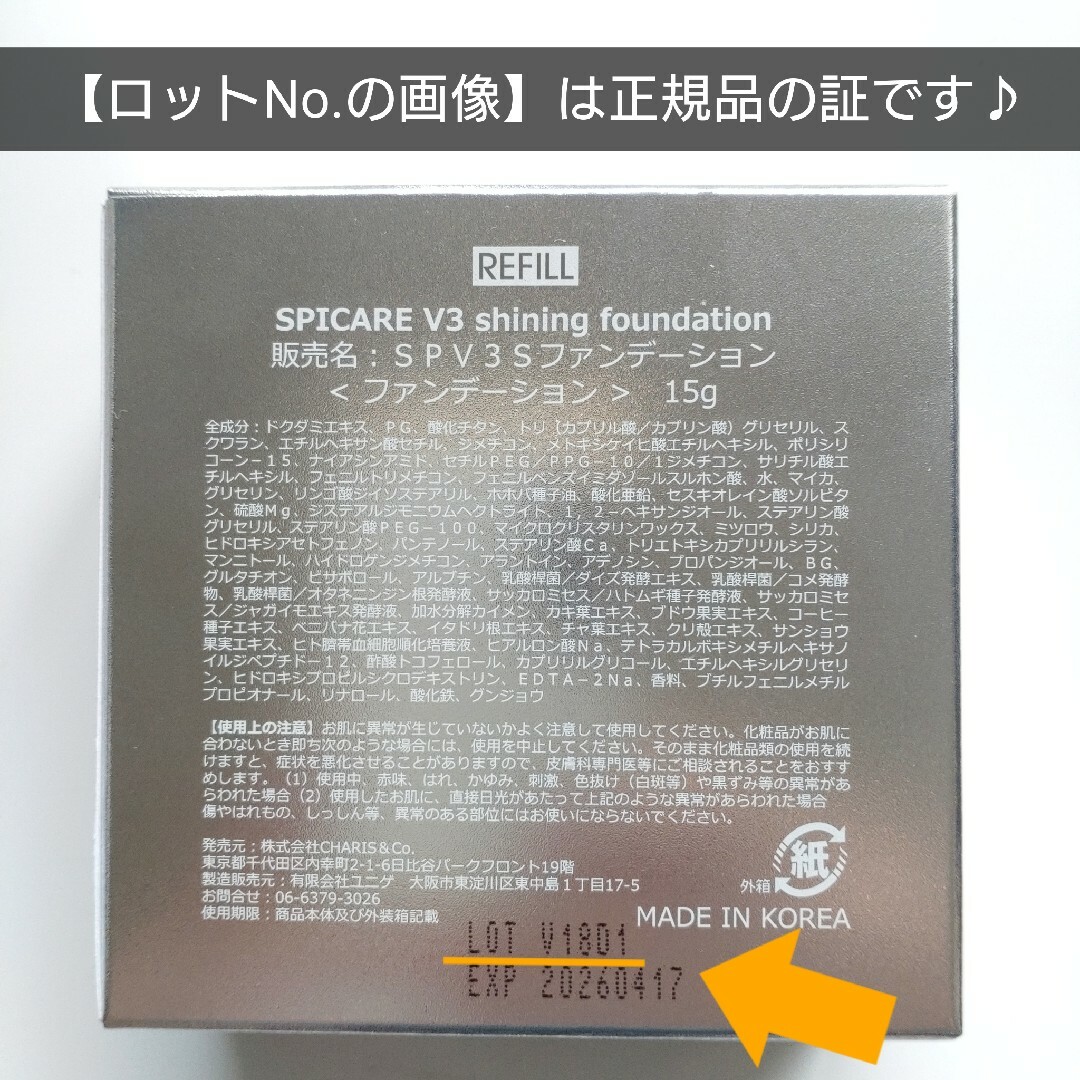 【ロットNo.の画像】は正規品の証です♪
REFILL
SPICARE V3 shining foundation
販売名：ＳＰＶ３Ｓファンデーション
＜ファンデーション＞　15g
全成分：ドクダミエキス、ＰＧ、酸化チタン、トリ（カプリル酸／カプリン酸）グリセリル、ス
クワラン、エチルヘキサン酸セチル、ジメチコン、メトキシケイヒ酸エチルヘキシル、ポリシリ
コーン－１５、ナイアシンアミド、セチルＰＥＧ／ＰＰＧ－10／１ジメチコン、サリチル酸エ
チルヘキシル、フェニルトリメチコン、フェニルベンズイミダゾールスルホン酸、水、マイカ、
グリセリン、リンゴ酸ジイソステアリル、ホホバ種子油、酸化亜鉛、セスキオレイン酸ソルビタ
ン、硫酸Ｍｇ、ジステアルジモニウムヘクトライト、１，２－ヘキサンジオール、ステアリン酸
グリセリル、ステアリン酸ＰＥＧ－100、マイクロクリスタリンワックス、ミツロウ、シリカ、
ヒドロキシアセトフェノン、パンテノール、ステアリン酸Ｃａ、トリエトキシカプリリルシラン、
マンニトール、ハイドロゲンジメチコン、アラントイン、アデノシン、プロパンジオール、ＢＧ、
グルタチオン、ビサボロール、アルブチン、乳酸桿菌／ダイズ発酵エキス、乳酸桿菌／コメ発酵
物、乳酸桿菌／オタネニンジン根発酵液、サッカロミセス／ハトムギ種子発酵液、サッカロミセ
ス／ジャガイモエキス発酵液、加水分解カイメン、カキ葉エキス、ブドウ果実エキス、コーヒー
種子エキス、ベニバナ花エキス、イタドリ根エキス、チャ葉エキス、クリ殻エキス、サンショウ
果実エキス、ヒト臍帯血細胞順化培養液、ヒアルロン酸Ｎａ、テトラカルボキシメチルヘキサノ
イルジペプチド－１２、酢酸トコフェロール、カプリリルグリコール、エチルヘキシルグリセリ
ン、ヒドロキシプロピルシクロデキストリン、ＥＤＴＡ－２Ｎａ、香料、ブチルフェニルメチル
プロピオナール、リナロール、酸化鉄、グンジョウ
【使用上の注意】お肌に異常が生じていないかよく注意して使用してください。化粧品がお肌に
合わないとき即ち次のような場合には、使用を中止してください。そのまま化粧品類の使用を続
けますと、症状を悪化させることがありますので、皮膚科専門医等にご相談されることをおすす
めします。（1）使用中、赤味、はれ、かゆみ、刺激、色抜け（白斑等）や黒ずみ等の異常があ
らわれた場合（2）使用したお肌に、直接日光があたって上記のような異常があらわれた場合
傷やはれもの、しっしん等、異常のある部位にはお使いにならないでください。
発売元：株式会社CHARIS＆Co.
東京都千代田区内幸町2-1-6日比谷パークフロント19階
製造販売元：有限会社ユニゲ　大阪市東淀川区東中島１丁目17-5
お問合せ：06-6379-3026
使用期限：商品本体及び外装箱記載
外箱
紙
MADE IN KOREA
LOT V1801
EXP 20260417